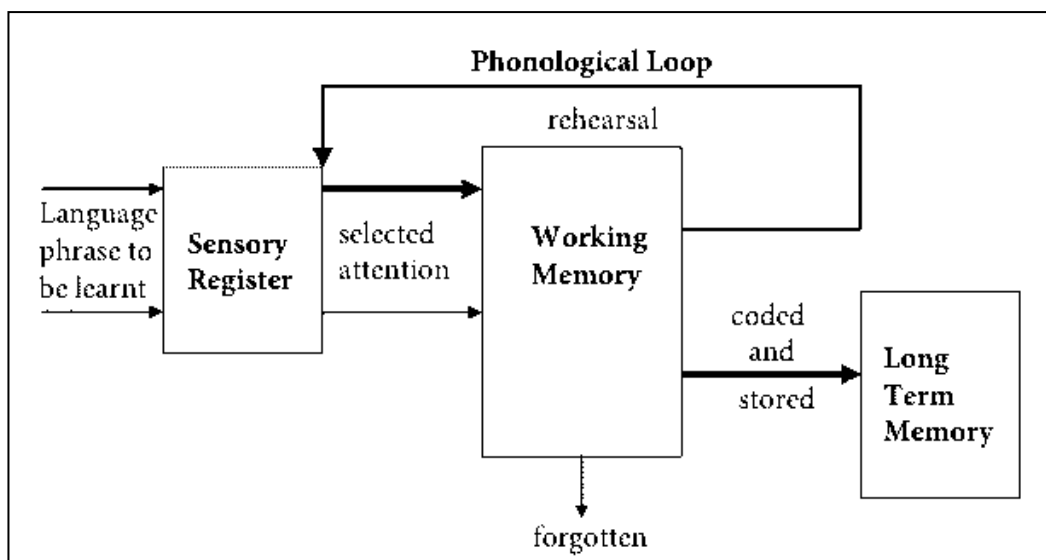 Phonological Loop
rehearsal
Language
phrase to
be learnt
Sensory
Register
selected
attention
Working
Memory
coded
and
stored
Long
Term
Memory
forgotten